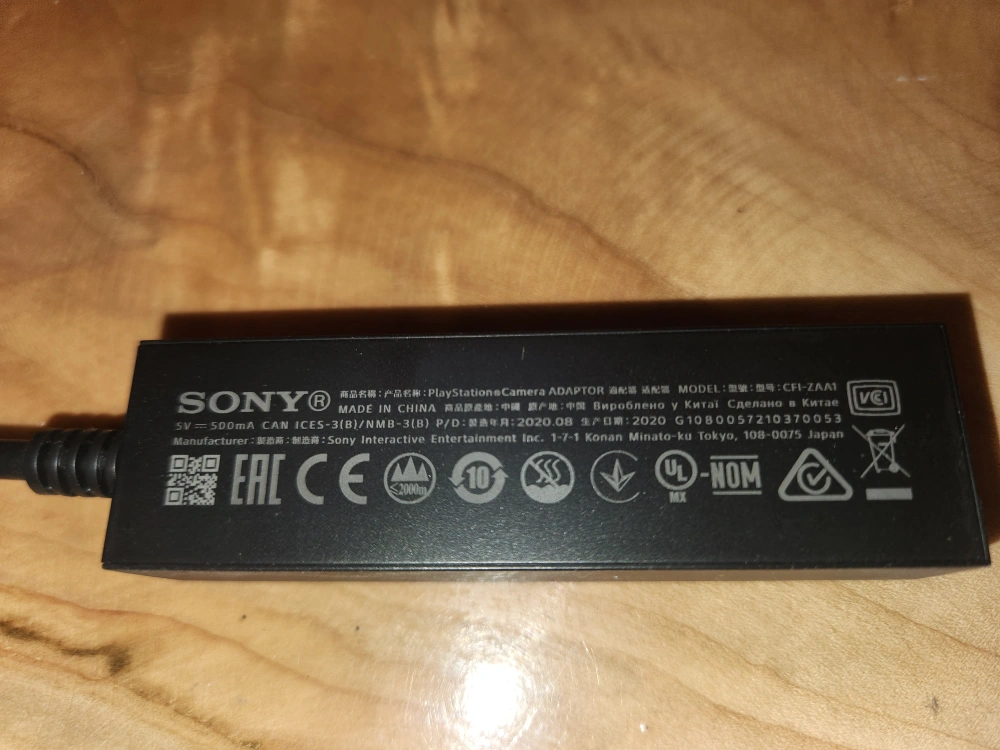 SONY®
商品名稱：产品名称：PlayStation®Camera ADAPTOR 適配器 适配器 MODEL：型號：型号：CFI-ZAA1
MADE IN CHINA 商品原產地：中國 原产地：中国 Вироблено у Китаї Сделано в Китае
5V ⎓ 500mA CAN ICES-3(B)/NMB-3(B) P/D：製造年月：2020.08 生产日期：2020 G1080057210370053
Manufacturer：製造商：制造商：Sony Interactive Entertainment Inc. 1-7-1 Konan Minato-ku Tokyo, 108-0075 Japan
VCCI
EAC CE ≤2000m 10 UL MX -NOM